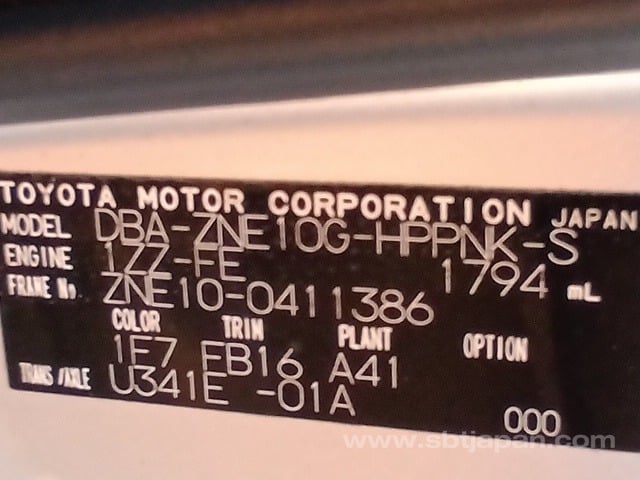 TOYOTA MOTOR CORPORATION JAPAN
MODEL DBA-ZNE10G-HPPNK-S
ENGINE 1ZZ-FE 1794 mL
FRAME No. ZNE10-0411386
COLOR TRIM PLANT OPTION
1F7 FB16 A41
TRANS/AXLE U341E -01A 000
www.sbtjapan.com